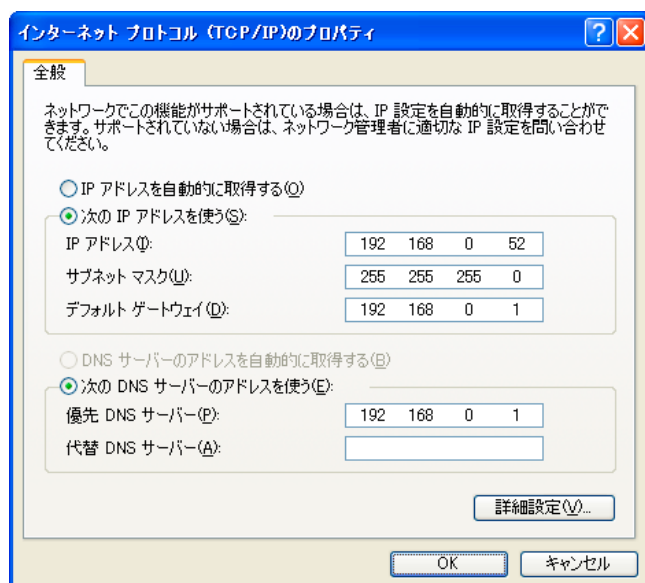 インターネット プロトコル (TCP/IP)のプロパティ
全般
ネットワークでこの機能がサポートされている場合は、IP 設定を自動的に取得することがで
きます。サポートされていない場合は、ネットワーク管理者に適切な IP 設定を問い合わせ
てください。
IP アドレスを自動的に取得する(O)
次の IP アドレスを使う(S):
IP アドレス(I): 192 168 0 52
サブネット マスク(U): 255 255 255 0
デフォルト ゲートウェイ(D): 192 168 0 1
DNS サーバーのアドレスを自動的に取得する(B)
次の DNS サーバーのアドレスを使う(E):
優先 DNS サーバー(P): 192 168 0 1
代替 DNS サーバー(A):
詳細設定(V)...
OK キャンセル